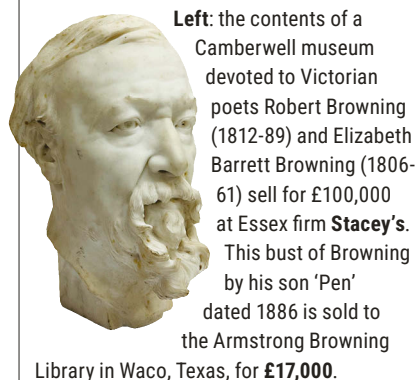 Left: the contents of a
Camberwell museum
devoted to Victorian
poets Robert Browning
(1812-89) and Elizabeth
Barrett Browning (1806-
61) sell for £100,000
at Essex firm Stacey's.
This bust of Browning
by his son ‘Pen’
dated 1886 is sold to
the Armstrong Browning
Library in Waco, Texas, for £17,000.